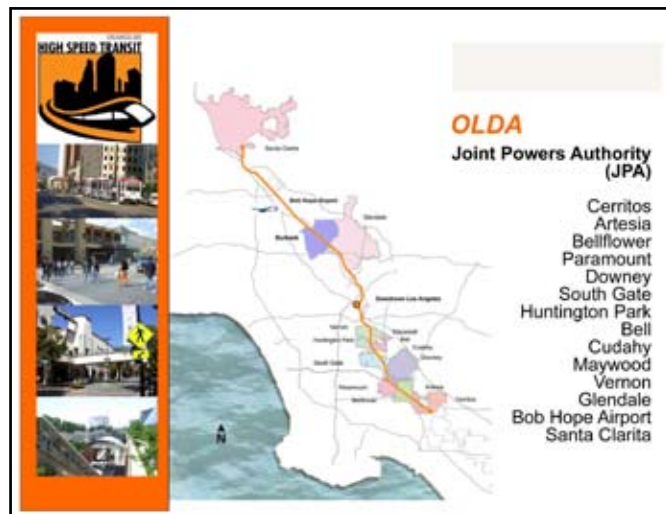 ORANGELINE
HIGH SPEED TRANSIT
OLDA
Joint Powers Authority
(JPA)
Cerritos
Artesia
Bellflower
Paramount
Downey
South Gate
Huntington Park
Bell
Cudahy
Maywood
Vernon
Glendale
Bob Hope Airport
Santa Clarita
Santa Clarita
Bob Hope Airport
Glendale
Burbank
Downtown Los Angeles
Vernon
Maywood
Huntington Park
Bell
Cudahy
South Gate
Downey
Paramount
Artesia
Bellflower
Cerritos
N